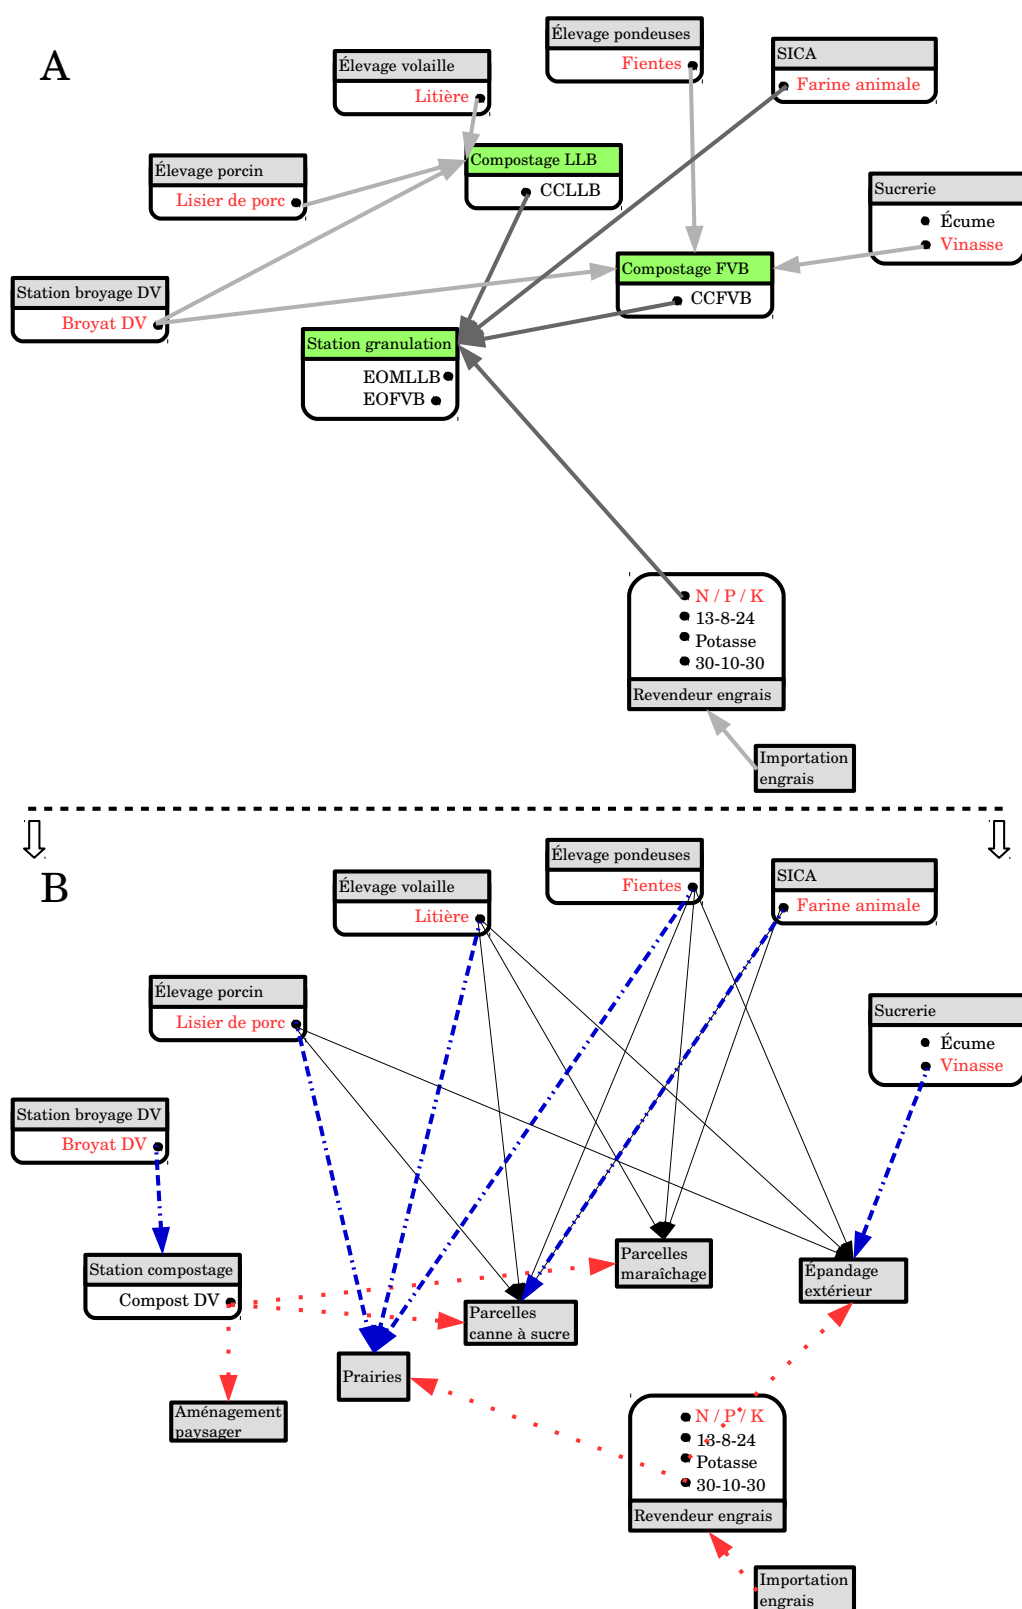 A
Élevage pondeuses
Fientes
SICA
Farine animale
Élevage volaille
Litière
Compostage LLB
CCLLB
Élevage porcin
Lisier de porc
Sucrerie
Écume
Vinasse
Compostage FVB
CCFVB
Station broyage DV
Broyat DV
Station granulation
EOMLLB
EOFVB
N / P / K
13-8-24
Potasse
30-10-30
Revendeur engrais
Importation
engrais
B
Élevage pondeuses
Fientes
SICA
Farine animale
Élevage volaille
Litière
Élevage porcin
Lisier de porc
Sucrerie
Écume
Vinasse
Station broyage DV
Broyat DV
Station compostage
Compost DV
Parcelles
maraîchage
Épandage
extérieur
Parcelles
canne à sucre
Prairies
Aménagement
paysager
N / P / K
13-8-24
Potasse
30-10-30
Revendeur engrais
Importation
engrais